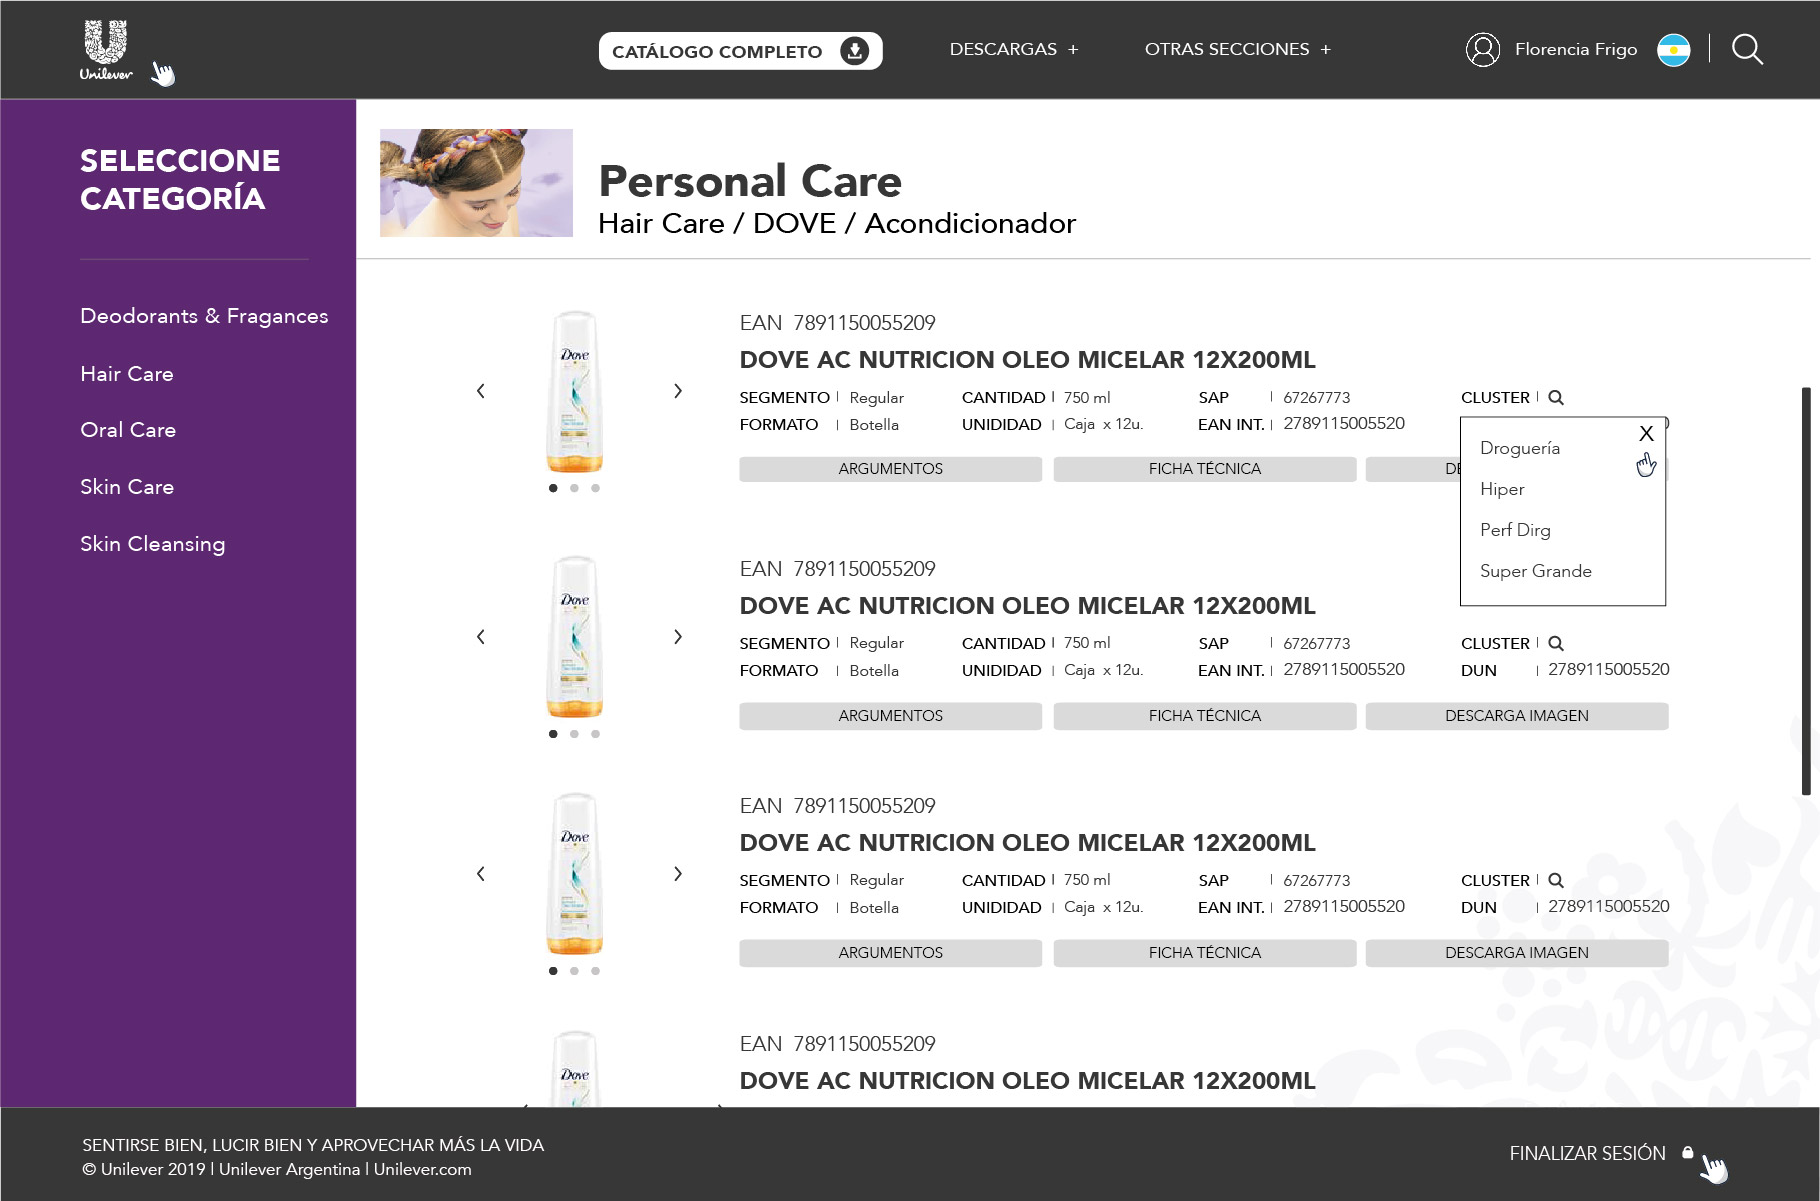 Unilever
CATÁLOGO COMPLETO
DESCARGAS +
OTRAS SECCIONES +
Florencia Frigo
SELECCIONE
CATEGORÍA
Deodorants & Fragances
Hair Care
Oral Care
Skin Care
Skin Cleansing
Personal Care
Hair Care / DOVE / Acondicionador
Dove
EAN 7891150055209
DOVE AC NUTRICION OLEO MICELAR 12X200ML
SEGMENTO | Regular CANTIDAD | 750 ml SAP | 67267773 CLUSTER |
FORMATO | Botella UNIDIDAD | Caja x 12u. EAN INT. | 2789115005520
ARGUMENTOS FICHA TÉCNICA DE
X
Droguería
Hiper
Perf Dirg
Super Grande
Dove
EAN 7891150055209
DOVE AC NUTRICION OLEO MICELAR 12X200ML
SEGMENTO | Regular CANTIDAD | 750 ml SAP | 67267773 CLUSTER |
FORMATO | Botella UNIDIDAD | Caja x 12u. EAN INT. | 2789115005520 DUN | 2789115005520
ARGUMENTOS FICHA TÉCNICA DESCARGA IMAGEN
Dove
EAN 7891150055209
DOVE AC NUTRICION OLEO MICELAR 12X200ML
SEGMENTO | Regular CANTIDAD | 750 ml SAP | 67267773 CLUSTER |
FORMATO | Botella UNIDIDAD | Caja x 12u. EAN INT. | 2789115005520 DUN | 2789115005520
ARGUMENTOS FICHA TÉCNICA DESCARGA IMAGEN
Dove
EAN 7891150055209
DOVE AC NUTRICION OLEO MICELAR 12X200ML
SENTIRSE BIEN, LUCIR BIEN Y APROVECHAR MÁS LA VIDA
© Unilever 2019 | Unilever Argentina | Unilever.com
FINALIZAR SESIÓN